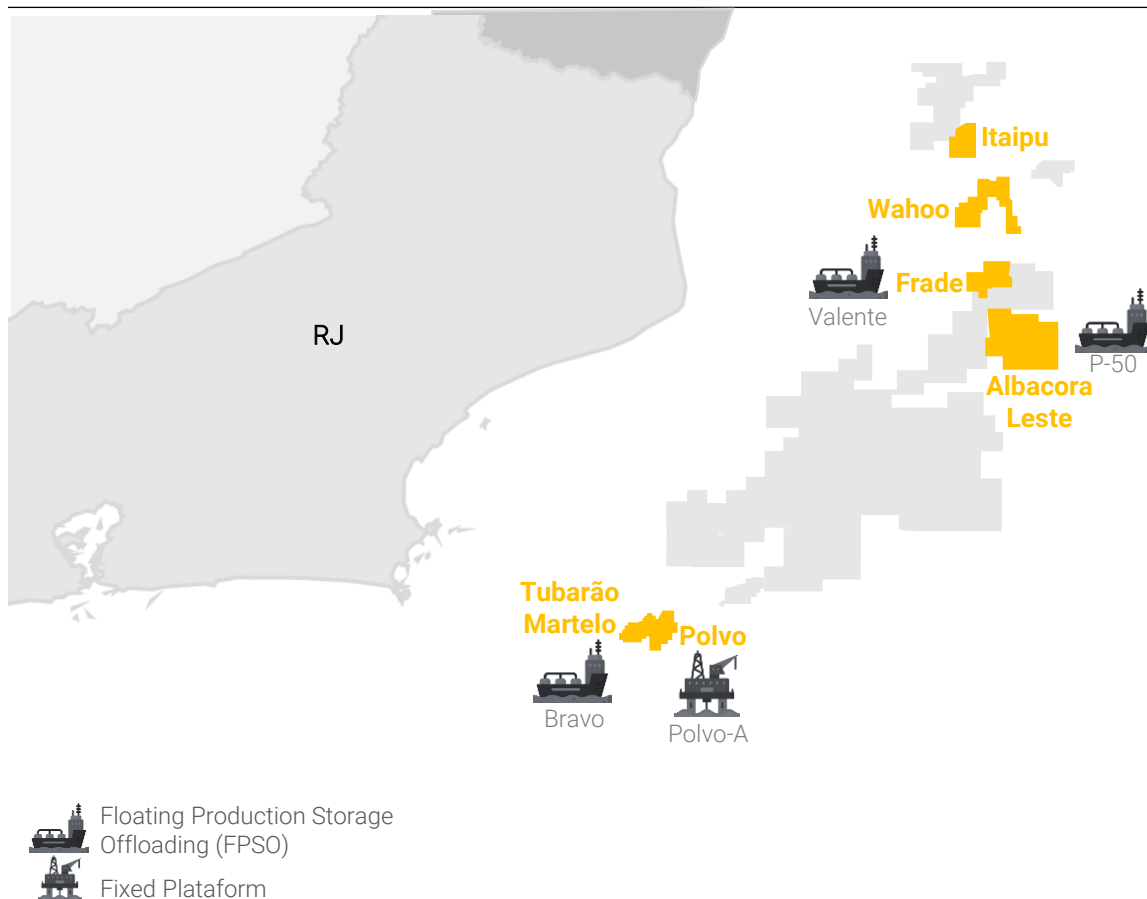 Itaipu
Wahoo
Frade
Valente
RJ
P-50
Albacora
Leste
Tubarão
Martelo
Polvo
Bravo
Polvo-A
Floating Production Storage
Offloading (FPSO)
Fixed Plataform